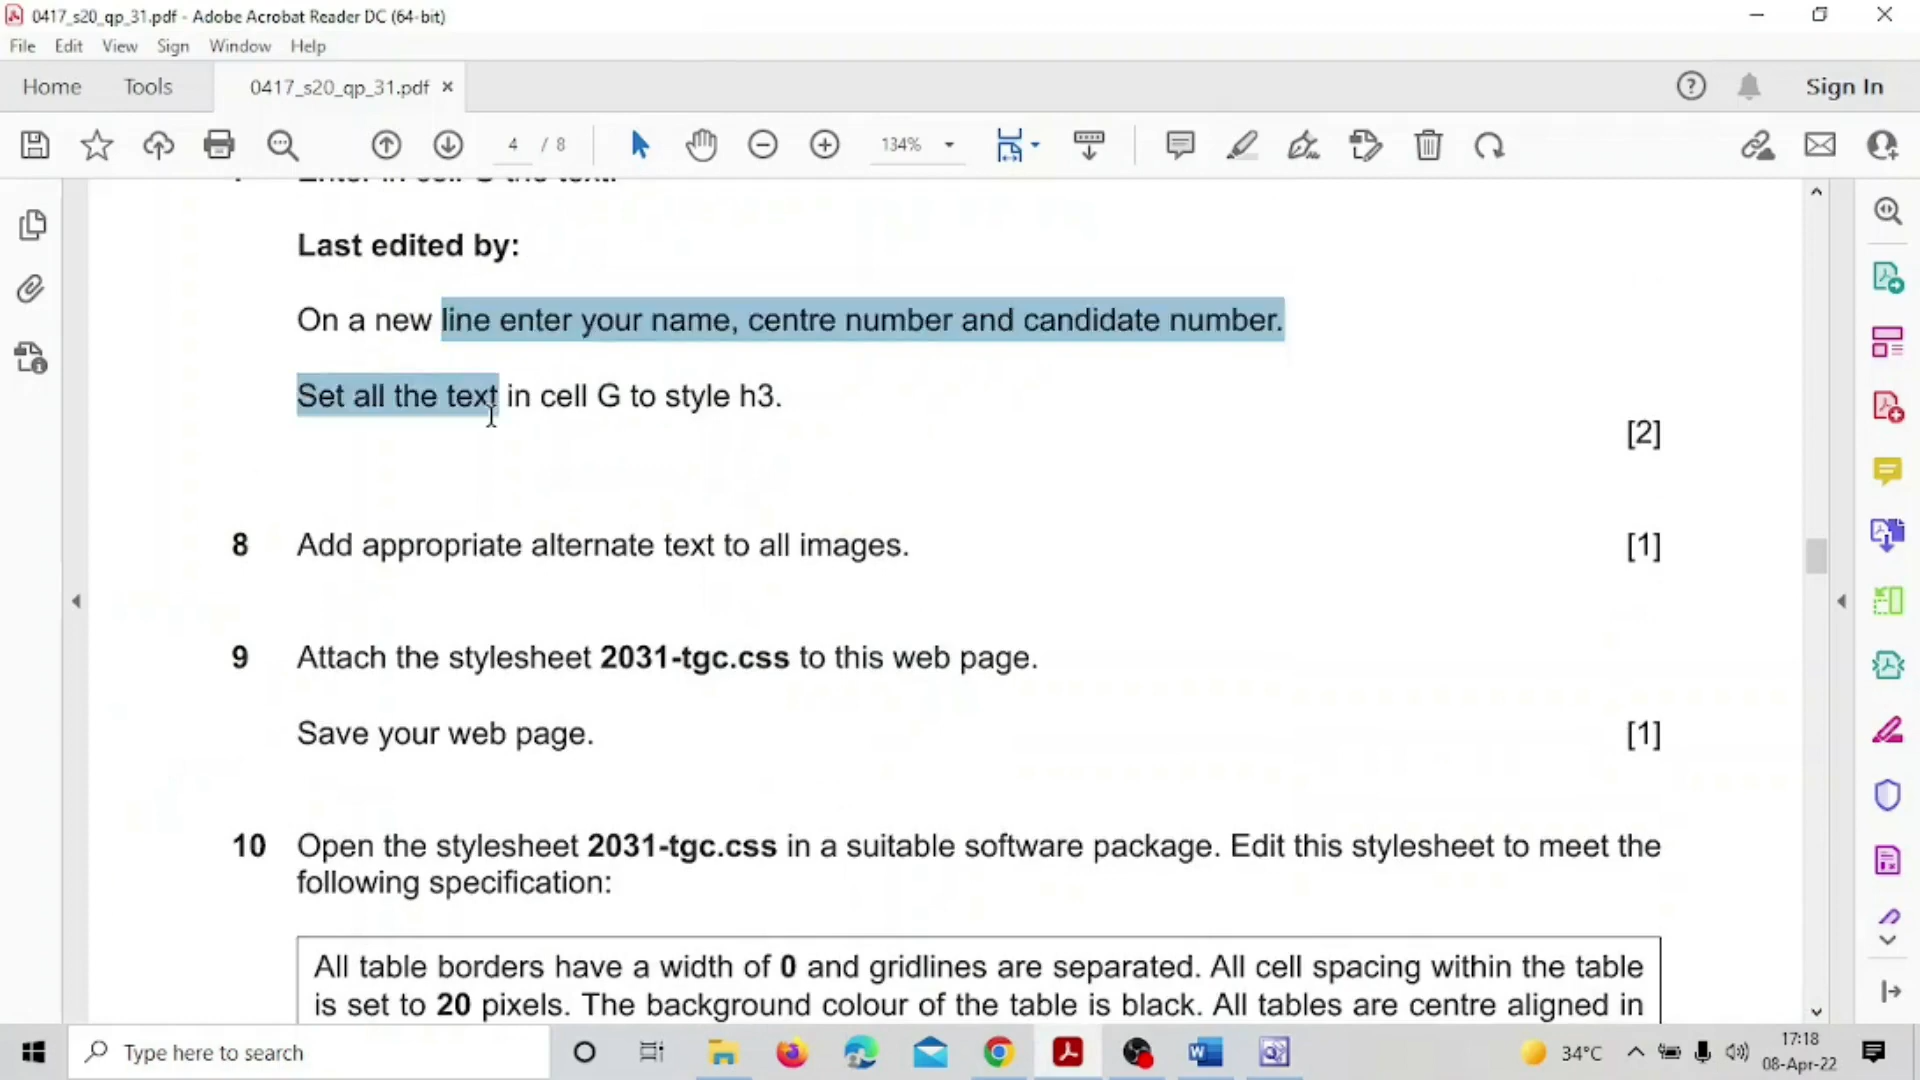 0417_s20_qp_31.pdf - Adobe Acrobat Reader DC (64-bit)
File Edit View Sign Window Help
Home Tools 0417_s20_qp_31.pdf × Sign In
4 / 8 134%
Last edited by:
On a new line enter your name, centre number and candidate number.
Set all the text in cell G to style h3.
[2]
8 Add appropriate alternate text to all images. [1]
9 Attach the stylesheet 2031-tgc.css to this web page.
Save your web page. [1]
10 Open the stylesheet 2031-tgc.css in a suitable software package. Edit this stylesheet to meet the
following specification:
All table borders have a width of 0 and gridlines are separated. All cell spacing within the table
is set to 20 pixels. The background colour of the table is black. All tables are centre aligned in
Type here to search 34°C 17:18
08-Apr-22